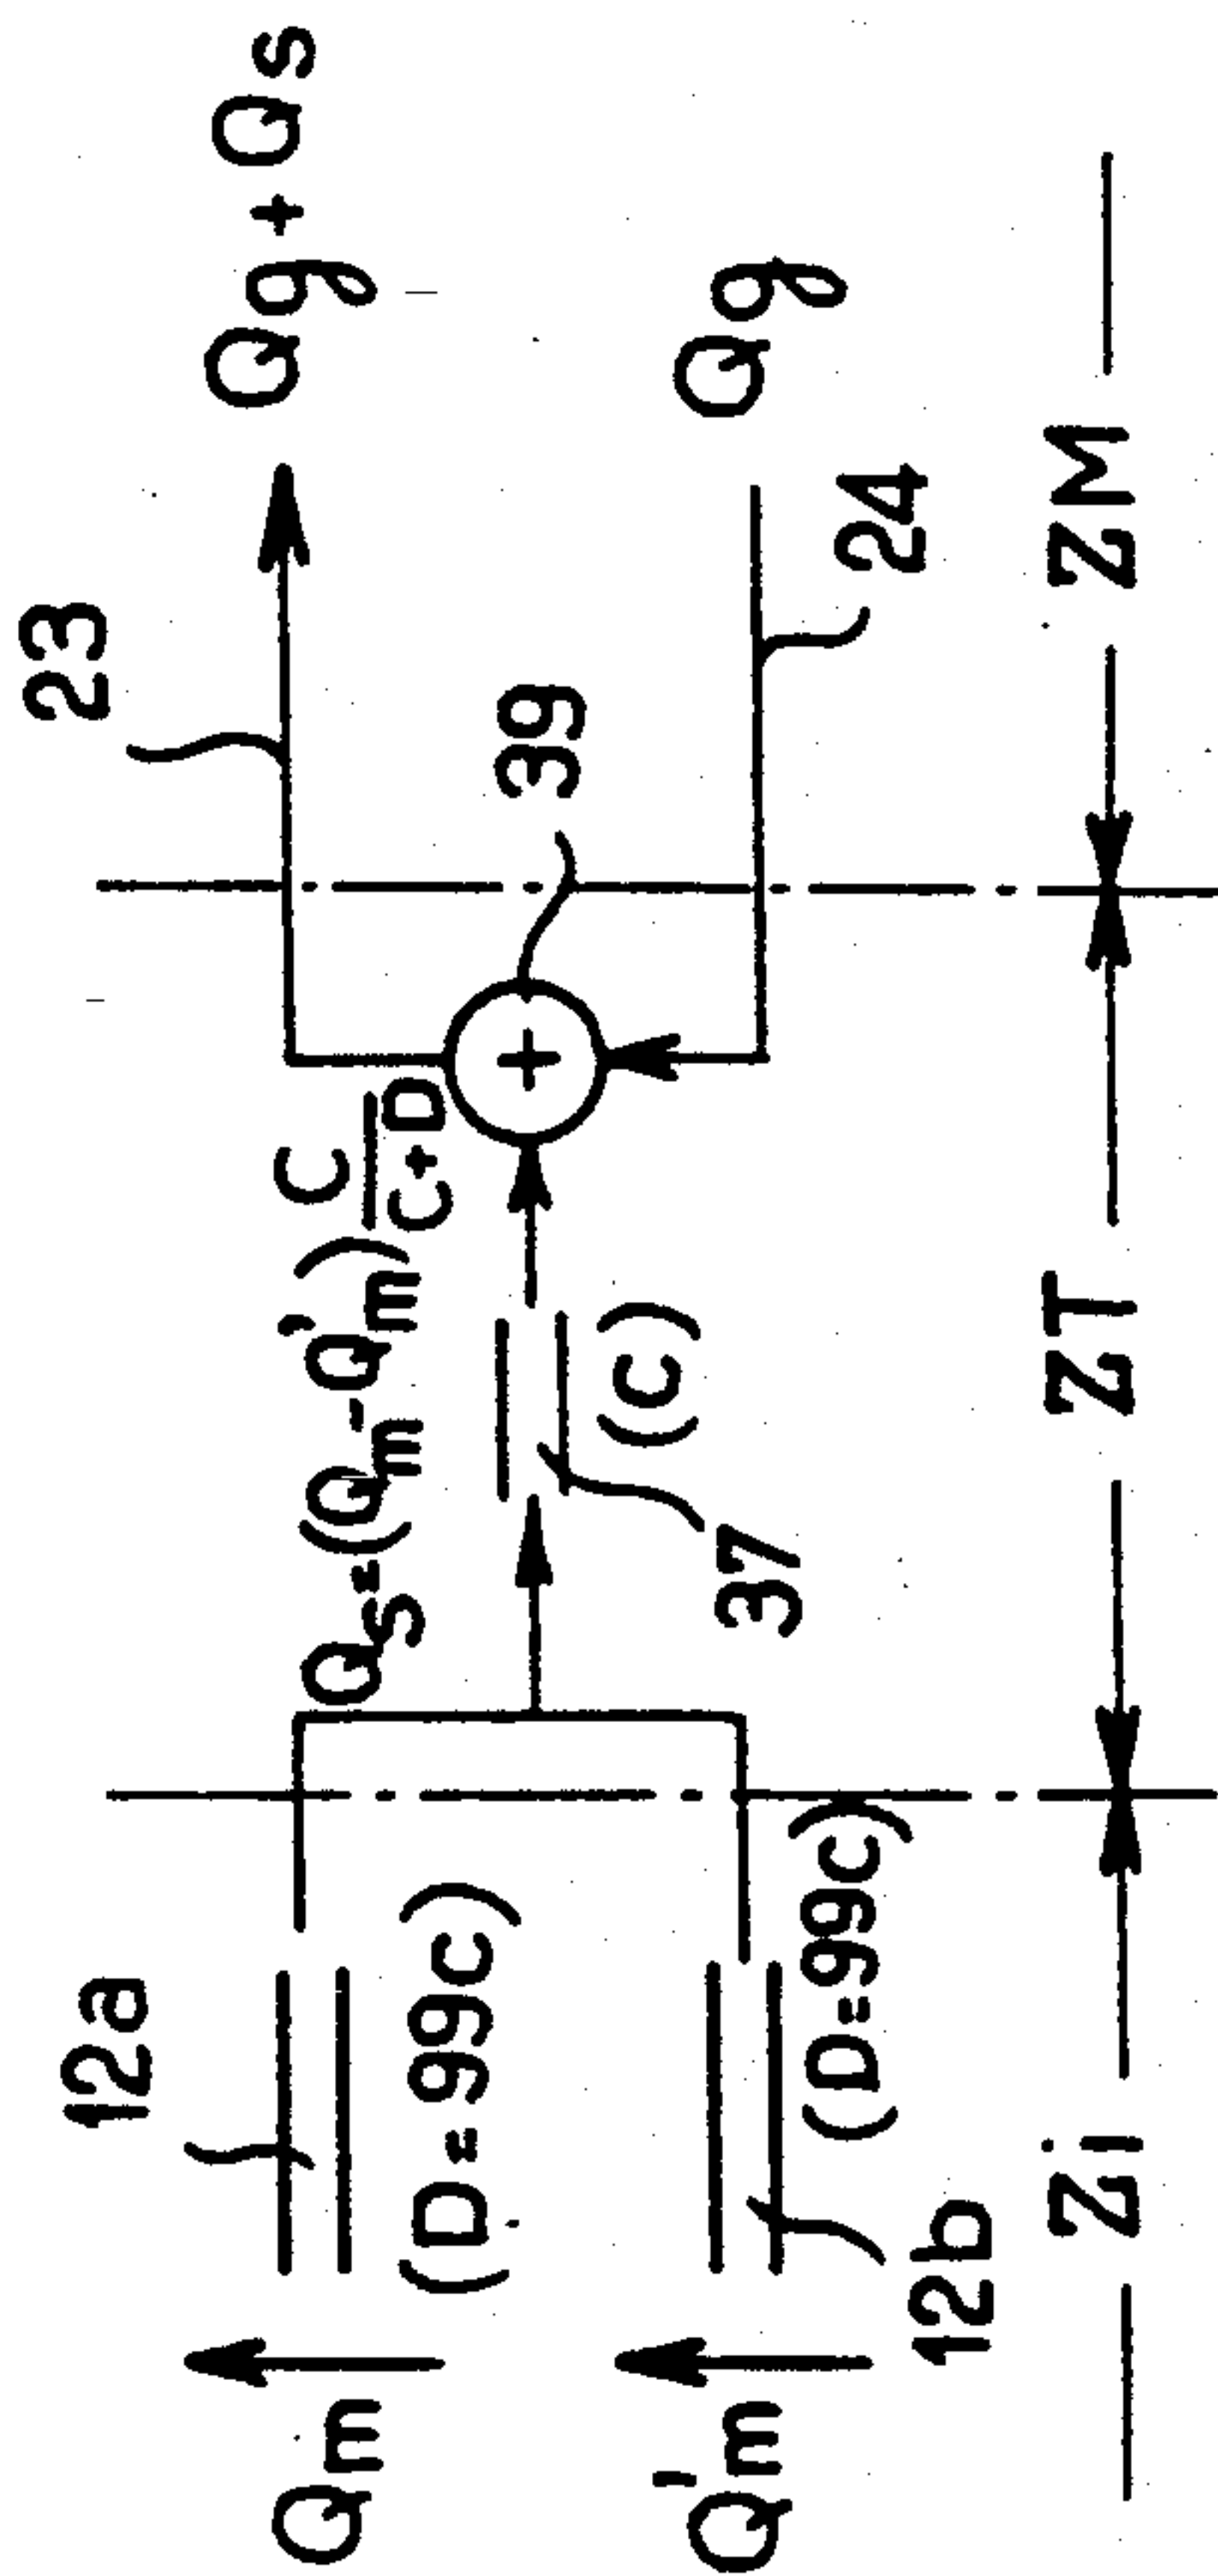 12a
23
Qm
(D=99c)
Qs=(Qm-Q'm) C/C+D
Qg+Qs
39
+
37
(C)
Q'm
(D=99c)
12b
Qg
24
Zi
ZT
ZM